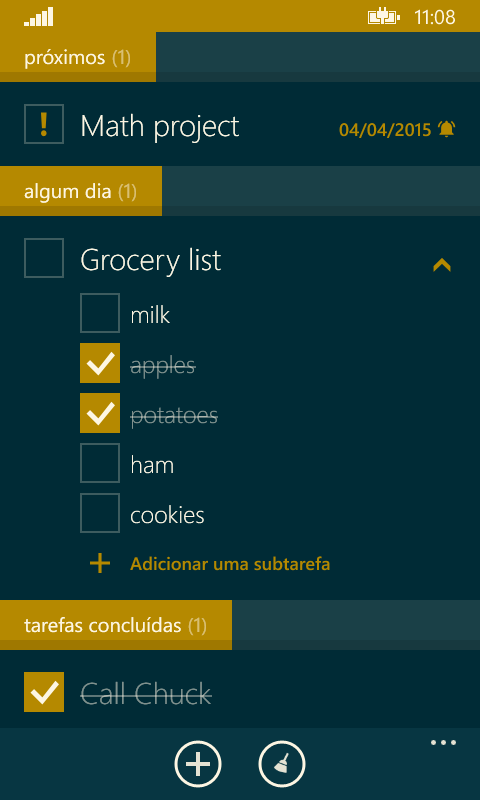 11:08
próximos (1)
! Math project 04/04/2015
algum dia (1)
Grocery list
milk
apples
potatoes
ham
cookies
Adicionar uma subtarefa
tarefas concluídas (1)
Call Chuck